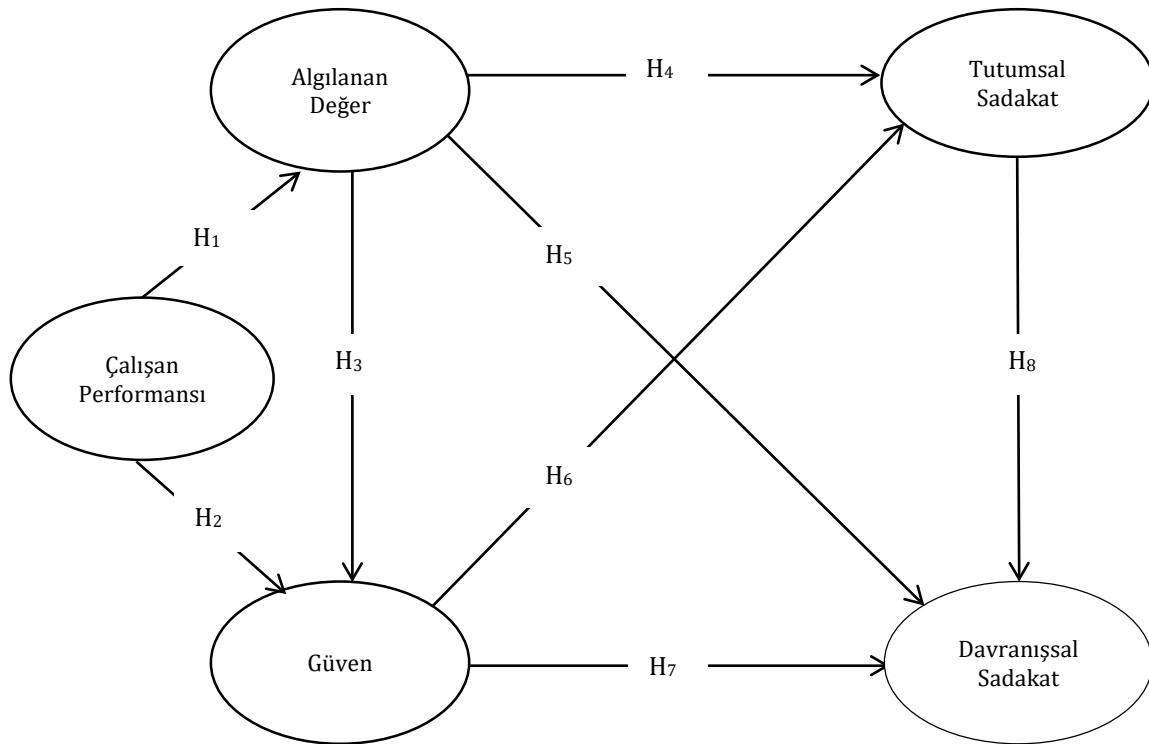 Algılanan
Değer
H4
Tutumsal
Sadakat
H1
H5
Çalışan
Performansı
H3
H8
H6
H2
Güven
H7
Davranışsal
Sadakat